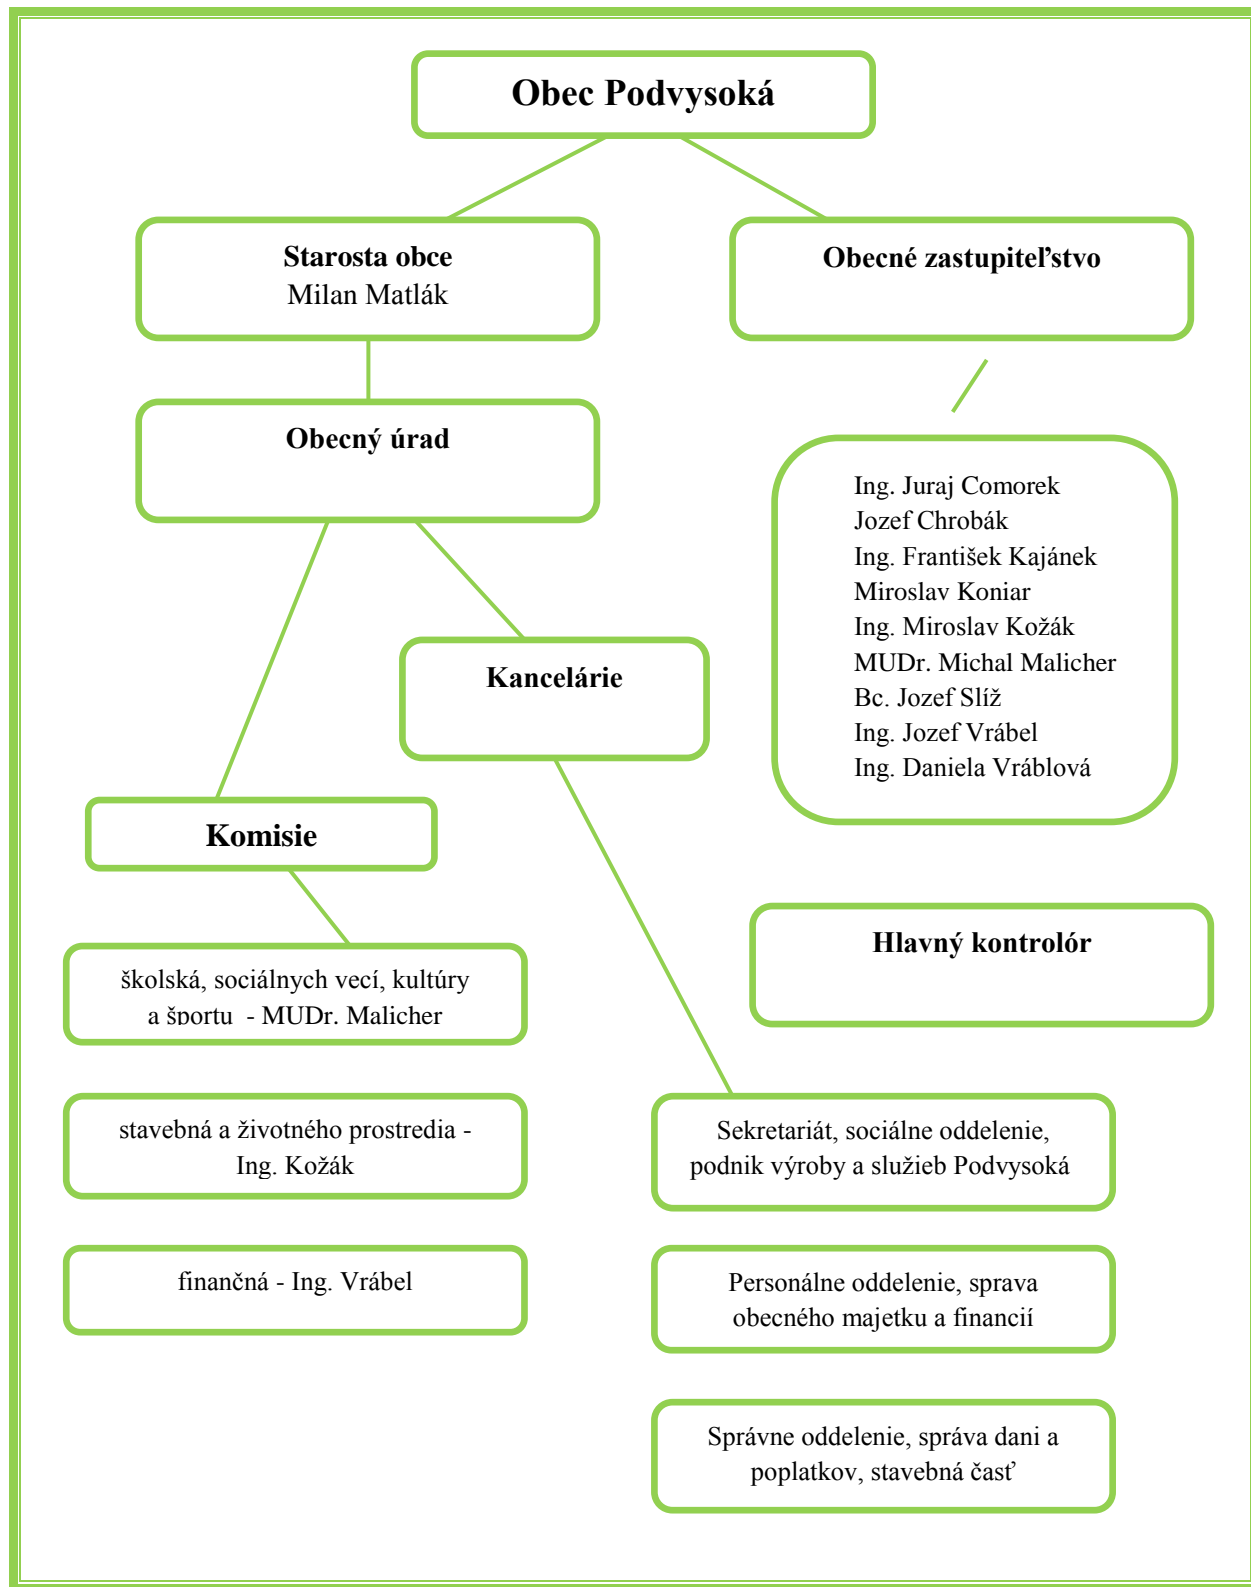 Obec Podvysoká
Starosta obce
Milan Matlák
Obecné zastupiteľstvo
Obecný úrad
Ing. Juraj Comorek
Jozef Chrobák
Ing. František Kajánek
Miroslav Koniar
Ing. Miroslav Kožák
MUDr. Michal Malicher
Bc. Jozef Slíž
Ing. Jozef Vrábel
Ing. Daniela Vráblová
Kancelárie
Komisie
Hlavný kontrolór
školská, sociálnych vecí, kultúry
a športu - MUDr. Malicher
stavebná a životného prostredia -
Ing. Kožák
finančná - Ing. Vrábel
Sekretariát, sociálne oddelenie,
podnik výroby a služieb Podvysoká
Personálne oddelenie, sprava
obecného majetku a financií
Správne oddelenie, správa dani a
poplatkov, stavebná časť